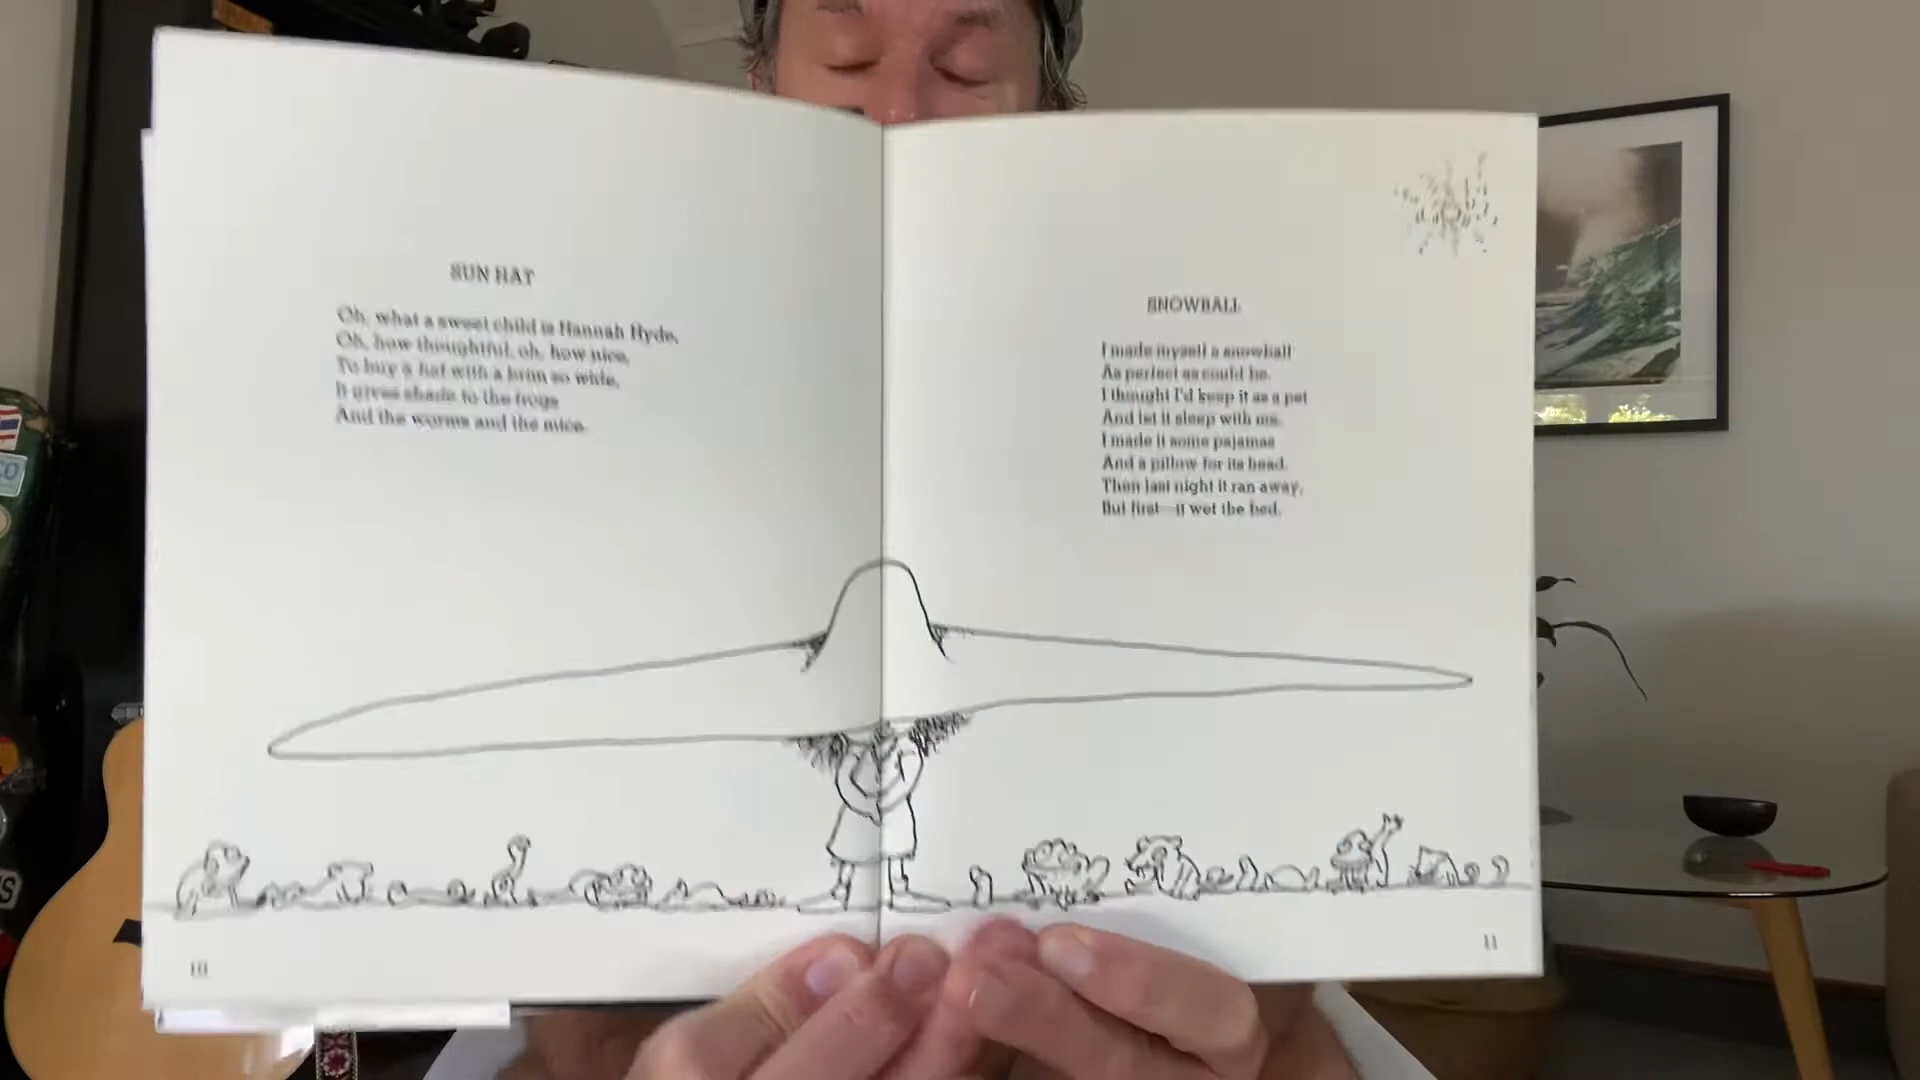 SUN HAT
Oh, what a sweet child is Hannah Hyde,
Oh, how thoughtful, oh, how nice,
To buy a hat with a brim so wide,
It gives shade to the frogs
And the worms and the mice.
10
SNOWBALL
I made myself a snowball
As perfect as could be.
I thought I'd keep it as a pet
And let it sleep with me.
I made it some pajamas
And a pillow for its head.
Then last night it ran away,
But first—it wet the bed.
11